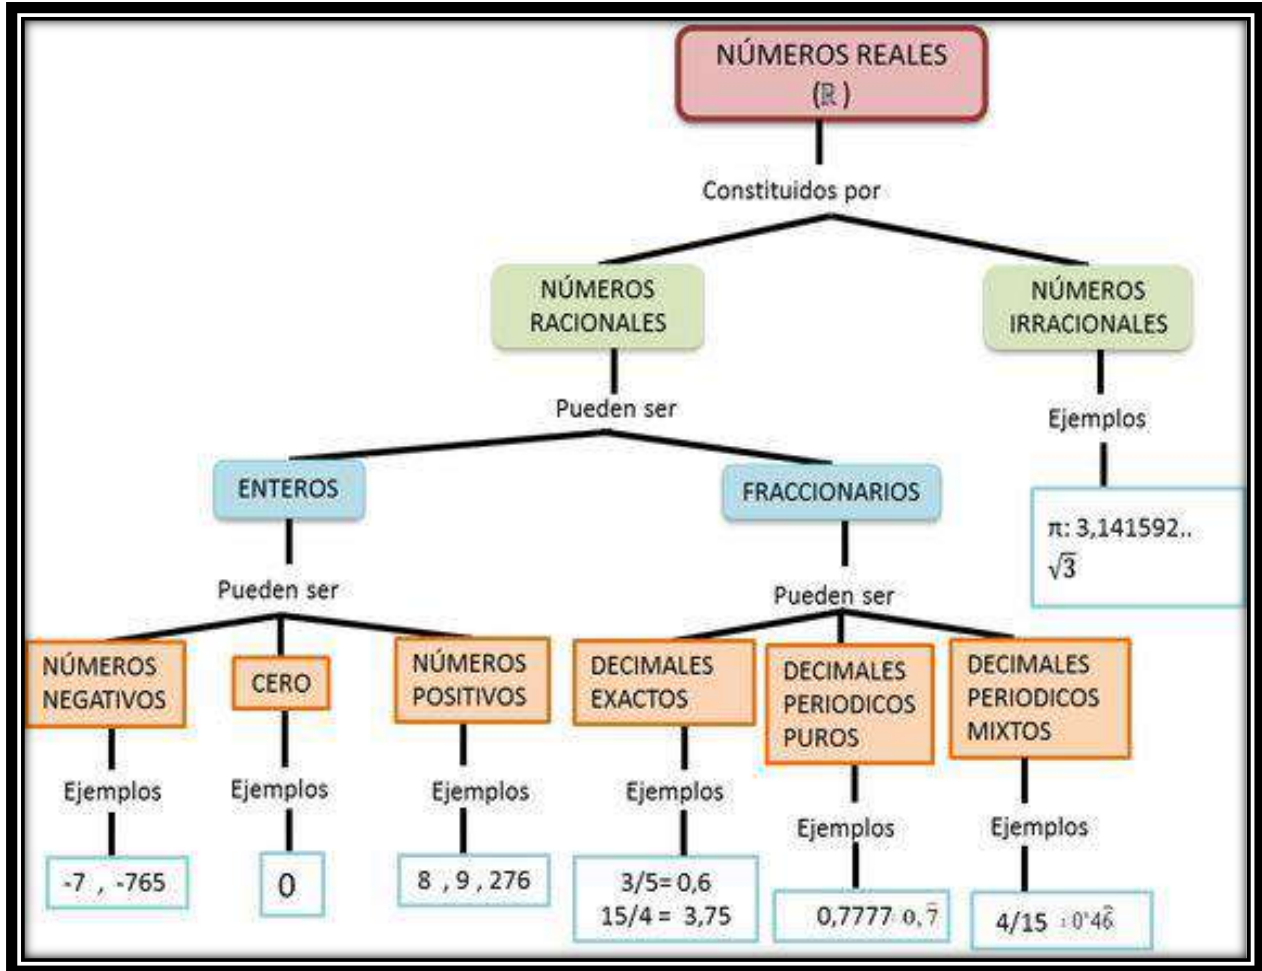 NÚMEROS REALES
(ℝ)
Constituidos por
NÚMEROS
RACIONALES
NÚMEROS
IRRACIONALES
Pueden ser
Ejemplos
ENTEROS
FRACCIONARIOS
π: 3,141592..
√3
Pueden ser
Pueden ser
NÚMEROS
NEGATIVOS
CERO
NÚMEROS
POSITIVOS
DECIMALES
EXACTOS
DECIMALES
PERIODICOS
PUROS
DECIMALES
PERIODICOS
MIXTOS
Ejemplos
Ejemplos
Ejemplos
Ejemplos
Ejemplos
Ejemplos
-7 , -765
0
8 , 9 , 276
3/5= 0,6
15/4 = 3,75
0,7777: 0,7̂
4/15 : 0'46̂